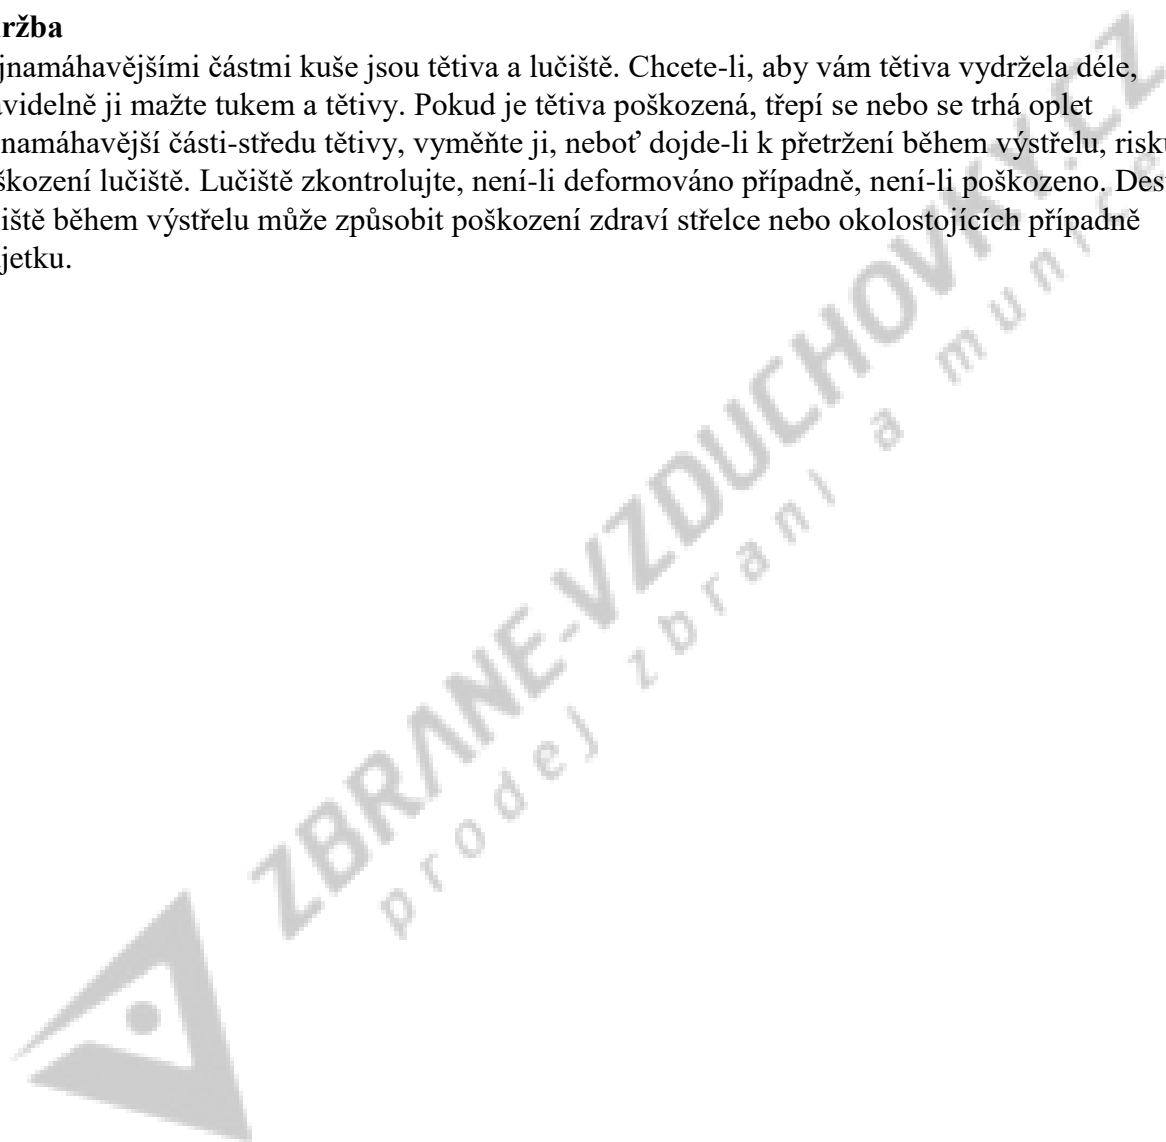 ržba
jnamáhavějšími částmi kuše jsou tětiva a lučiště. Chcete-li, aby vám tětiva vydržela déle,
videlně ji mažte tukem a tětivy. Pokud je tětiva poškozená, třepí se nebo se trhá oplet
namáhavější části-středu tětivy, vyměňte ji, neboť dojde-li k přetržení během výstřelu, risku
škození lučiště. Lučiště zkontrolujte, není-li deformováno případně, není-li poškozeno. Des
iště během výstřelu může způsobit poškození zdraví střelce nebo okolostojících případně
jetku.
ZBRANE-VZDUCHOVKY.CZ
prodej zbraní a munice